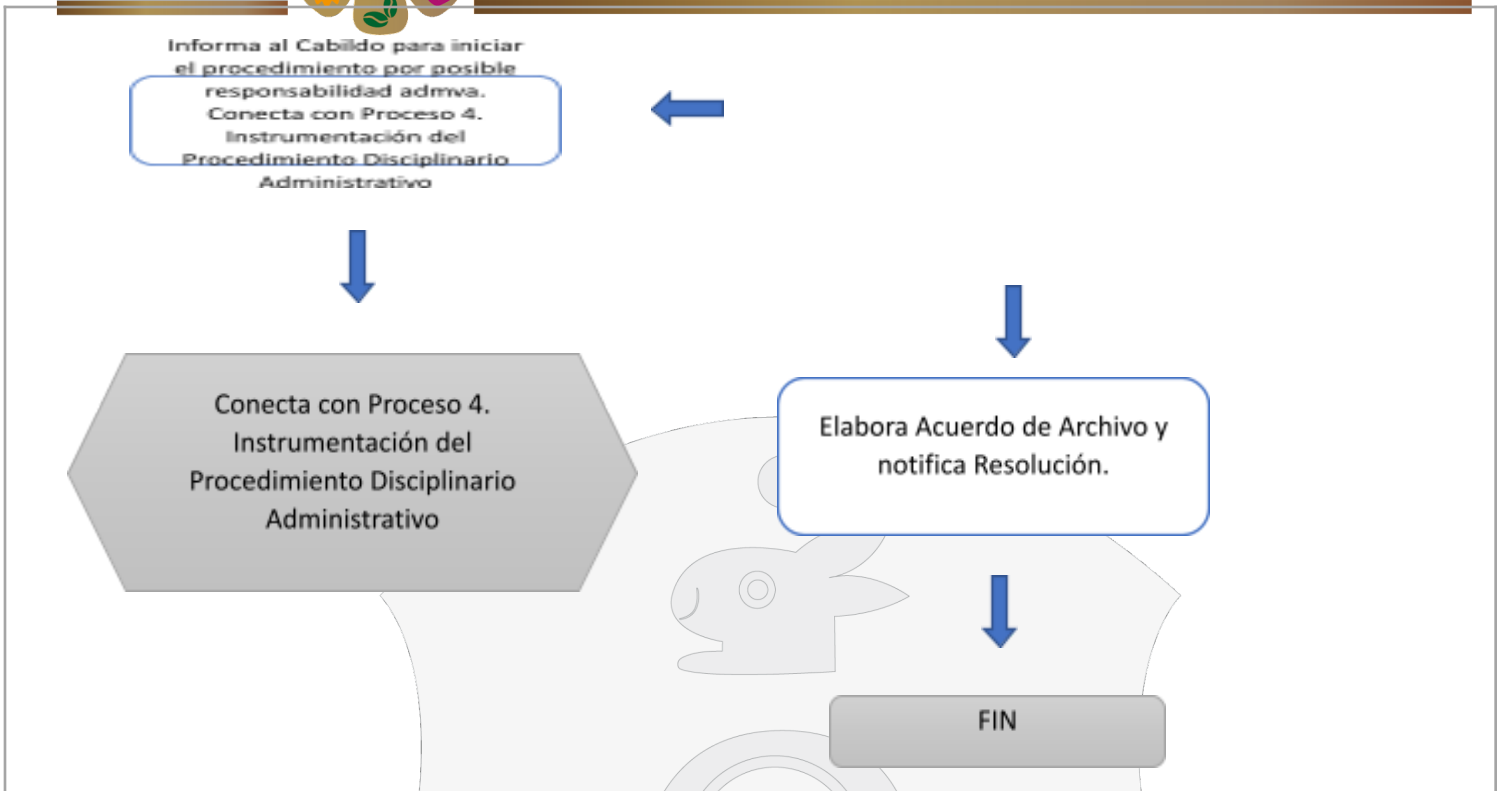 Informa al Cabildo para iniciar
el procedimiento por posible
responsabilidad admva.
Conecta con Proceso 4.
Instrumentación del
Procedimiento Disciplinario
Administrativo
Conecta con Proceso 4.
Instrumentación del
Procedimiento Disciplinario
Administrativo
Elabora Acuerdo de Archivo y
notifica Resolución.
FIN